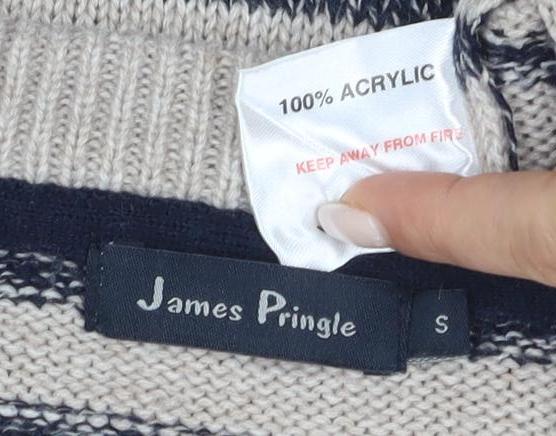 100% ACRYLIC
KEEP AWAY FROM FIRE
James Pringle
S